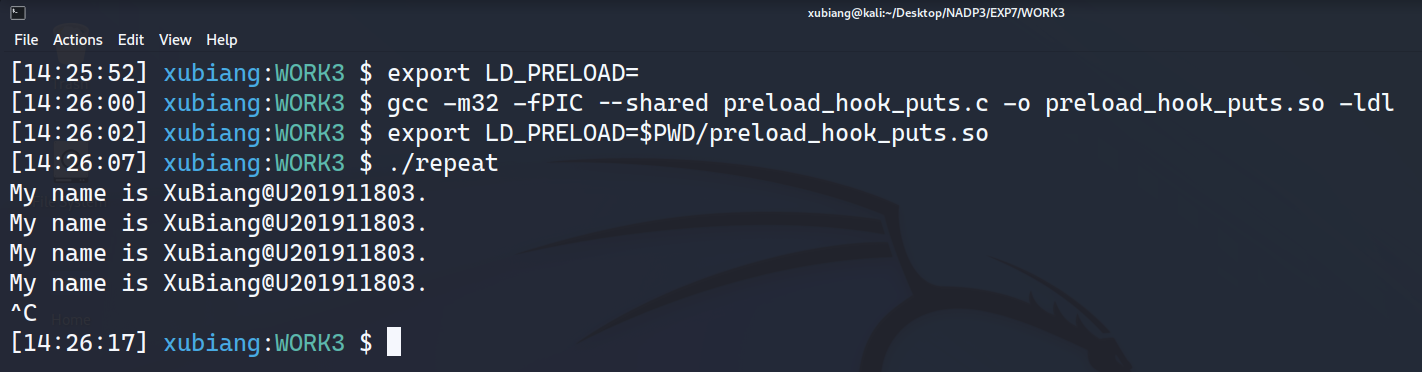 xubiang@kali:~/Desktop/NADP3/EXP7/WORK3
File Actions Edit View Help
[14:25:52] xubiang:WORK3 $ export LD_PRELOAD=
[14:26:00] xubiang:WORK3 $ gcc -m32 -fPIC --shared preload_hook_puts.c -o preload_hook_puts.so -ldl
[14:26:02] xubiang:WORK3 $ export LD_PRELOAD=$PWD/preload_hook_puts.so
[14:26:07] xubiang:WORK3 $ ./repeat
My name is XuBiang@U201911803.
My name is XuBiang@U201911803.
My name is XuBiang@U201911803.
My name is XuBiang@U201911803.
^C
Home
[14:26:17] xubiang:WORK3 $